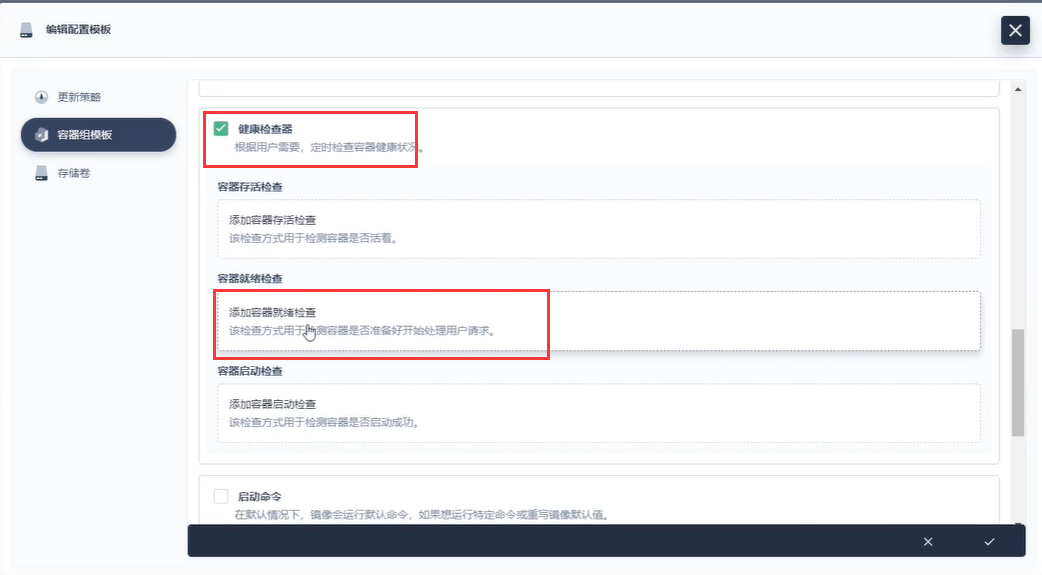 编辑配置模板
更新策略
容器组模板
存储卷
健康检查器
根据用户需要，定时检查容器健康状况。
容器存活检查
添加容器存活检查
该检查方式用于检测容器是否活着。
容器就绪检查
添加容器就绪检查
该检查方式用于检测容器是否准备好开始处理用户请求。
容器启动检查
添加容器启动检查
该检查方式用于检测容器是否启动成功。
启动命令
在默认情况下，镜像会运行默认命令，如果想运行特定命令或重写镜像默认值。